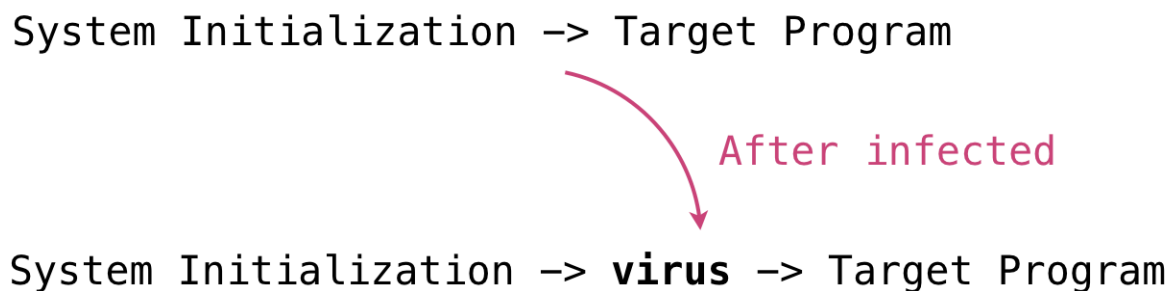 System Initialization —> Target Program
After infected
System Initialization —> virus —> Target Program